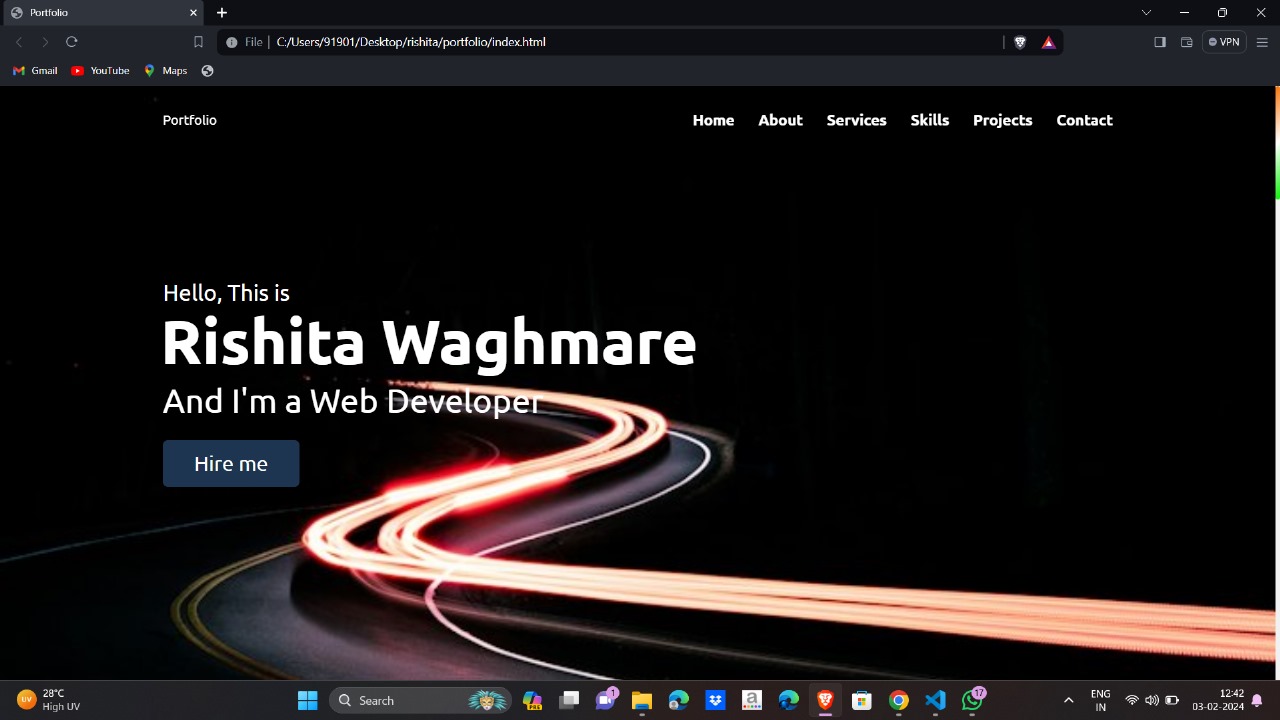 Portfolio
File
C:/Users/91901/Desktop/rishita/portfolio/index.html
VPN
Gmail
YouTube
Maps
Portfolio
Home
About
Services
Skills
Projects
Contact
Hello, This is
Rishita Waghmare
And I'm a Web Developer
Hire me
UV
28°C
High UV
Search
PRE
1
a
17
ENG
IN
12:42
03-02-2024